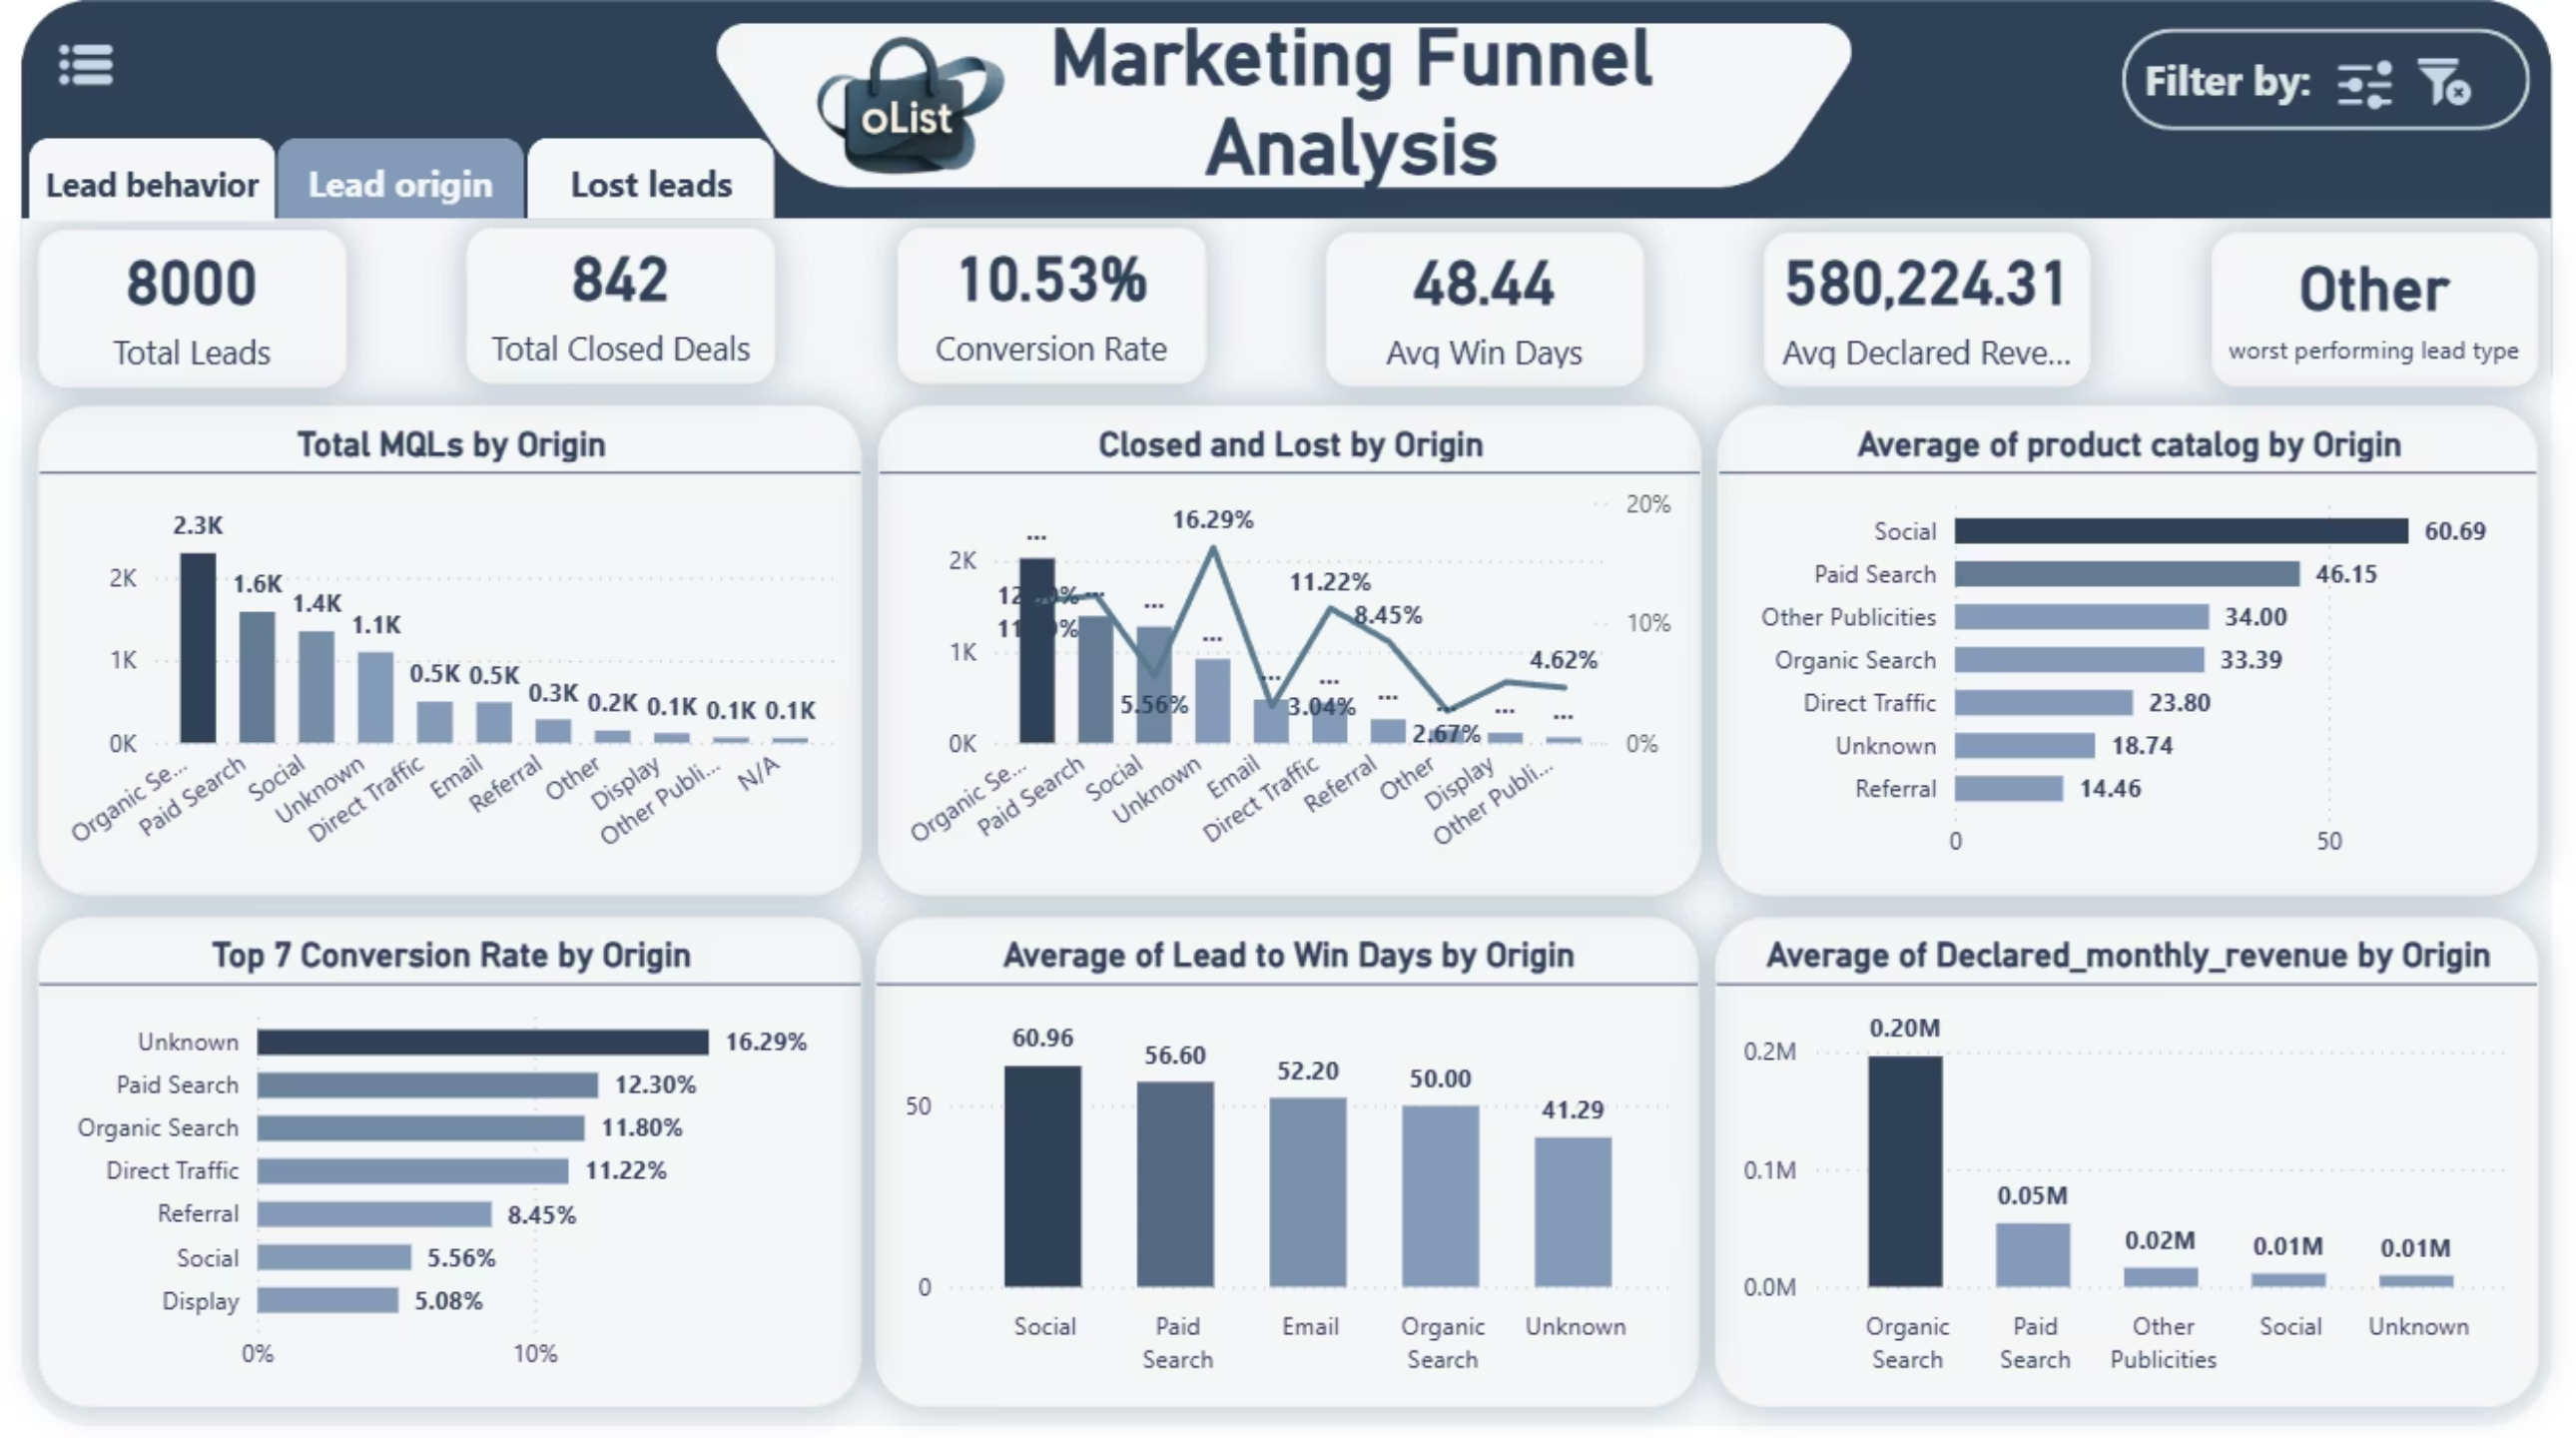 oList
Marketing Funnel
Analysis
Filter by:
Lead behavior
Lead origin
Lost leads
8000
Total Leads
842
Total Closed Deals
10.53%
Conversion Rate
48.44
Avg Win Days
580,224.31
Avg Declared Reve...
Other
worst performing lead type
Total MQLs by Origin
2K
1K
0K
2.3K
1.6K
1.4K
1.1K
0.5K
0.5K
0.3K
0.2K
0.1K
0.1K
0.1K
Organic Se...
Paid Search
Social
Unknown
Direct Traffic
Email
Referral
Other
Display
Other Publi...
N/A
Closed and Lost by Origin
2K
1K
0K
...
...
...
...
...
...
...
...
...
...
5.56%
16.29%
3.04%
11.22%
8.45%
2.67%
4.62%
20%
10%
0%
Organic Se...
Paid Search
Social
Unknown
Email
Direct Traffic
Referral
Other
Display
Other Publi...
Average of product catalog by Origin
Social 60.69
Paid Search 46.15
Other Publicities 34.00
Organic Search 33.39
Direct Traffic 23.80
Unknown 18.74
Referral 14.46
0 50
Top 7 Conversion Rate by Origin
Unknown 16.29%
Paid Search 12.30%
Organic Search 11.80%
Direct Traffic 11.22%
Referral 8.45%
Social 5.56%
Display 5.08%
0% 10%
Average of Lead to Win Days by Origin
50
0
60.96
56.60
52.20
50.00
41.29
Social
Paid
Search
Email
Organic
Search
Unknown
Average of Declared_monthly_revenue by Origin
0.2M
0.1M
0.0M
0.20M
0.05M
0.02M
0.01M
0.01M
Organic
Search
Paid
Search
Other
Publicities
Social
Unknown